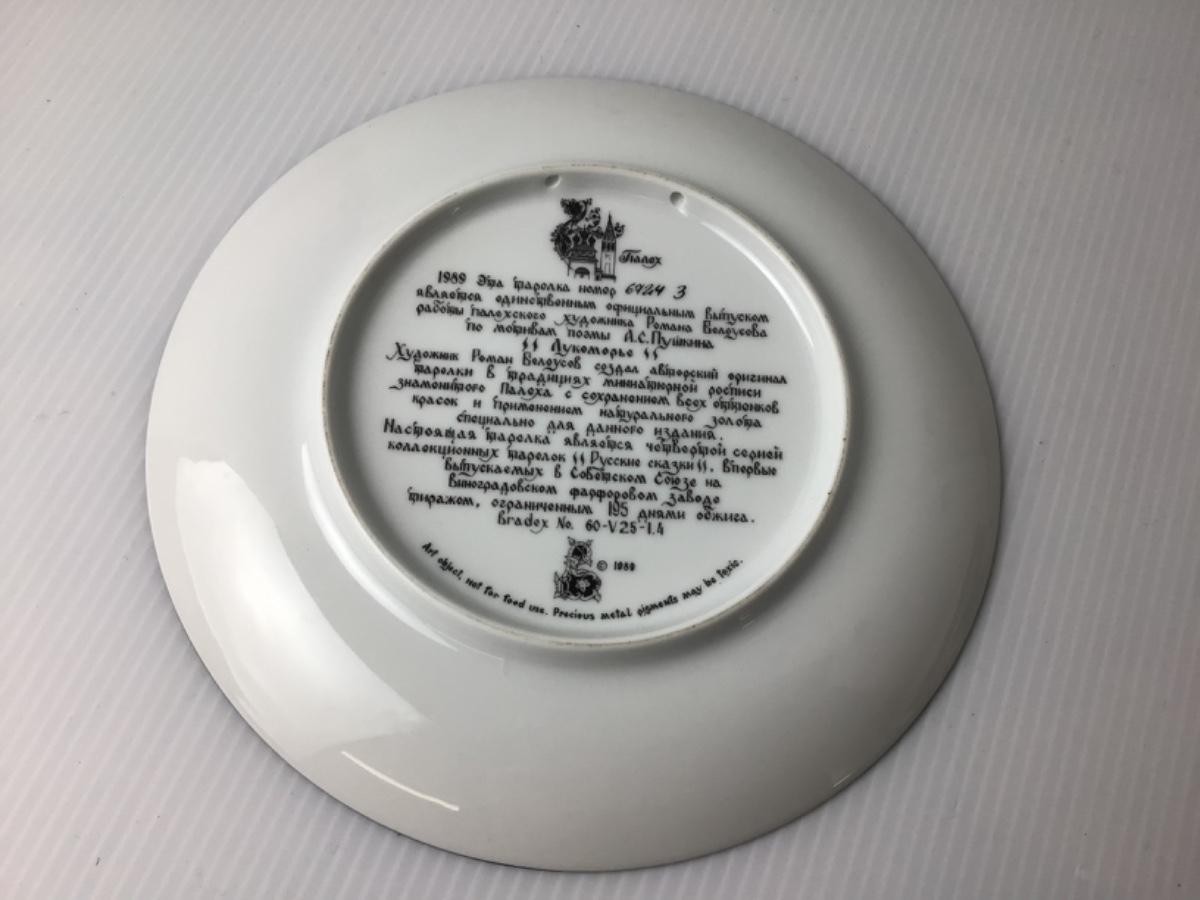 Палех
1989 Эта тарелка номер 6924 З
является единственным официальным выпуском
работы палехского художника Романа Белоусова
по мотивам поэмы А.С.Пушкина
"Лукоморье"
Художник Роман Белоусов создал авторский оригинал
тарелки в традициях миниатюрной росписи
знаменитого Палеха с сохранением всех оттенков
красок и применением натурального золота
специально для данного издания.
Настоящая тарелка является четвертой серией
коллекционных тарелок "Русские сказки". Впервые
выпускаемых в Советском Союзе на
Виноградовском фарфоровом заводе
тиражом, ограниченным 195 днями обжига.
Bradex No. 60-V25-1.4
© 1989
Art object, not for food use. Precious metal pigments may be toxic.